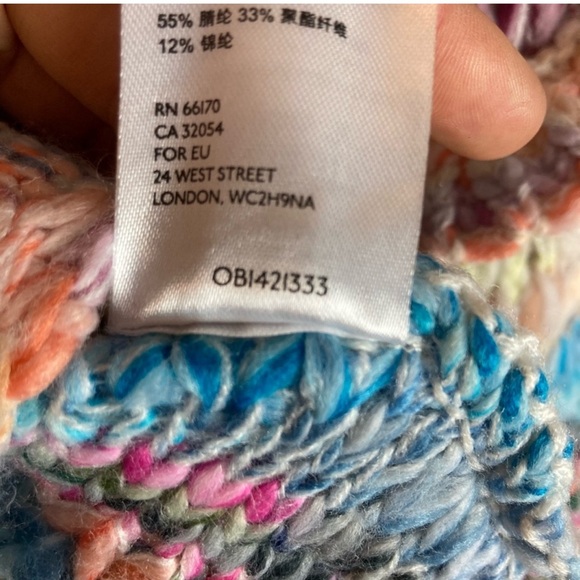 55% 腈纶 33% 聚酯纤维
12% 锦纶
RN 66170
CA 32054
FOR EU
24 WEST STREET
LONDON, WC2H9NA
OB1421333